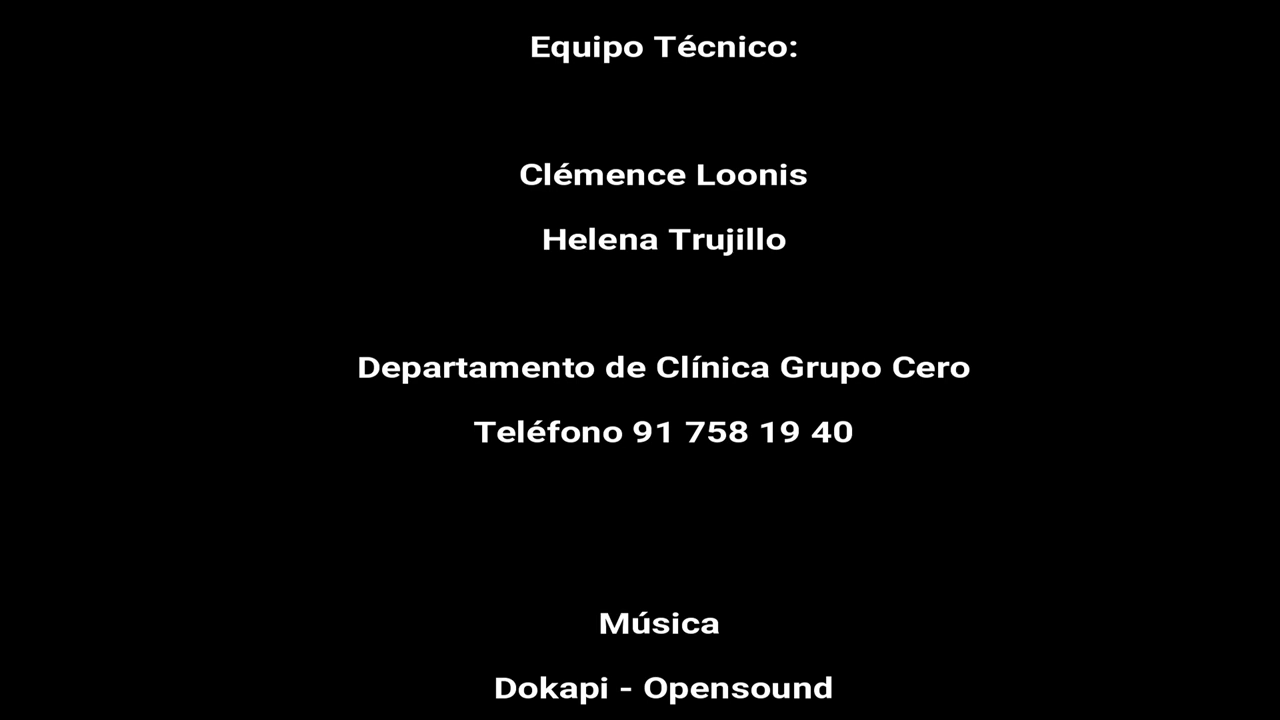 Equipo Técnico:
Clémence Loonis
Helena Trujillo
Departamento de Clínica Grupo Cero
Teléfono 91 758 19 40
Música
Dokapi - Opensound